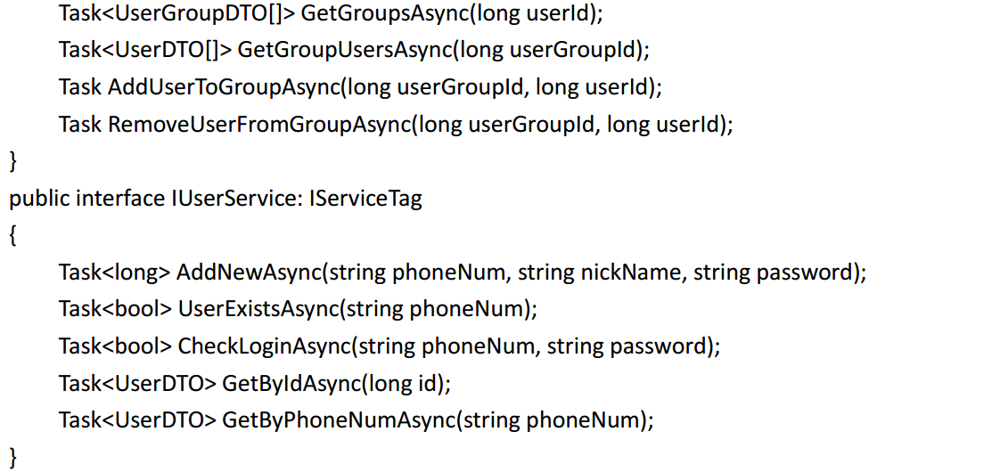 Task<UserGroupDTO[]> GetGroupsAsync(long userId);
Task<UserDTO[]> GetGroupUsersAsync(long userGroupId);
Task AddUserToGroupAsync(long userGroupId, long userId);
Task RemoveUserFromGroupAsync(long userGroupId, long userId);
}
public interface IUserService: IServiceTag
{
Task<long> AddNewAsync(string phoneNum, string nickName, string password);
Task<bool> UserExistsAsync(string phoneNum);
Task<bool> CheckLoginAsync(string phoneNum, string password);
Task<UserDTO> GetByIdAsync(long id);
Task<UserDTO> GetByPhoneNumAsync(string phoneNum);
}